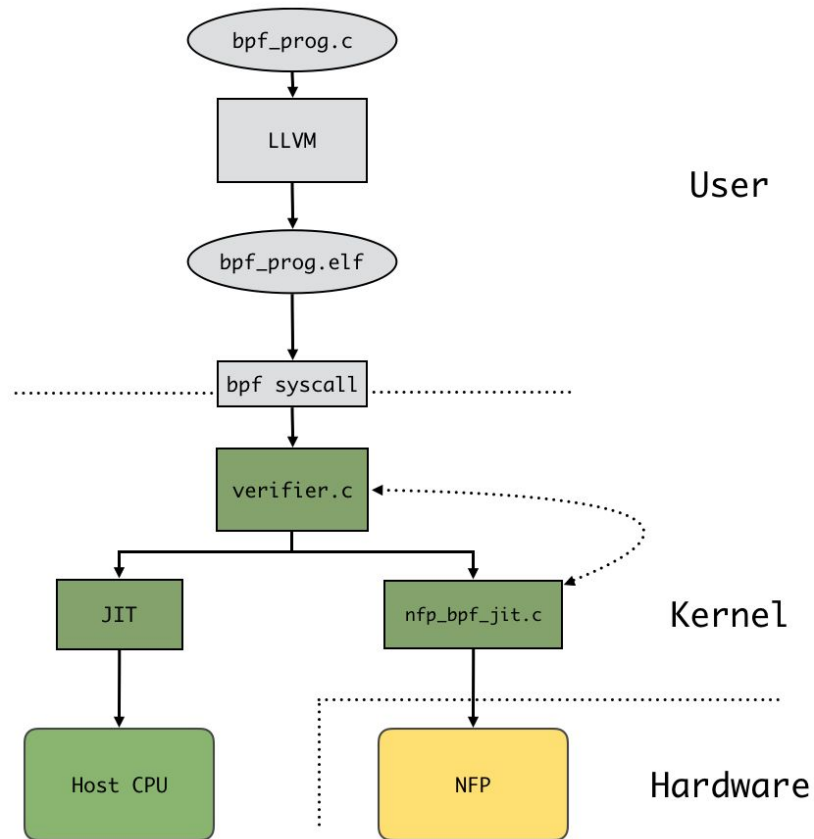 bpf_prog.c
LLVM
User
bpf_prog.elf
bpf syscall
verifier.c
JIT
nfp_bpf_jit.c
Kernel
Host CPU
NFP
Hardware